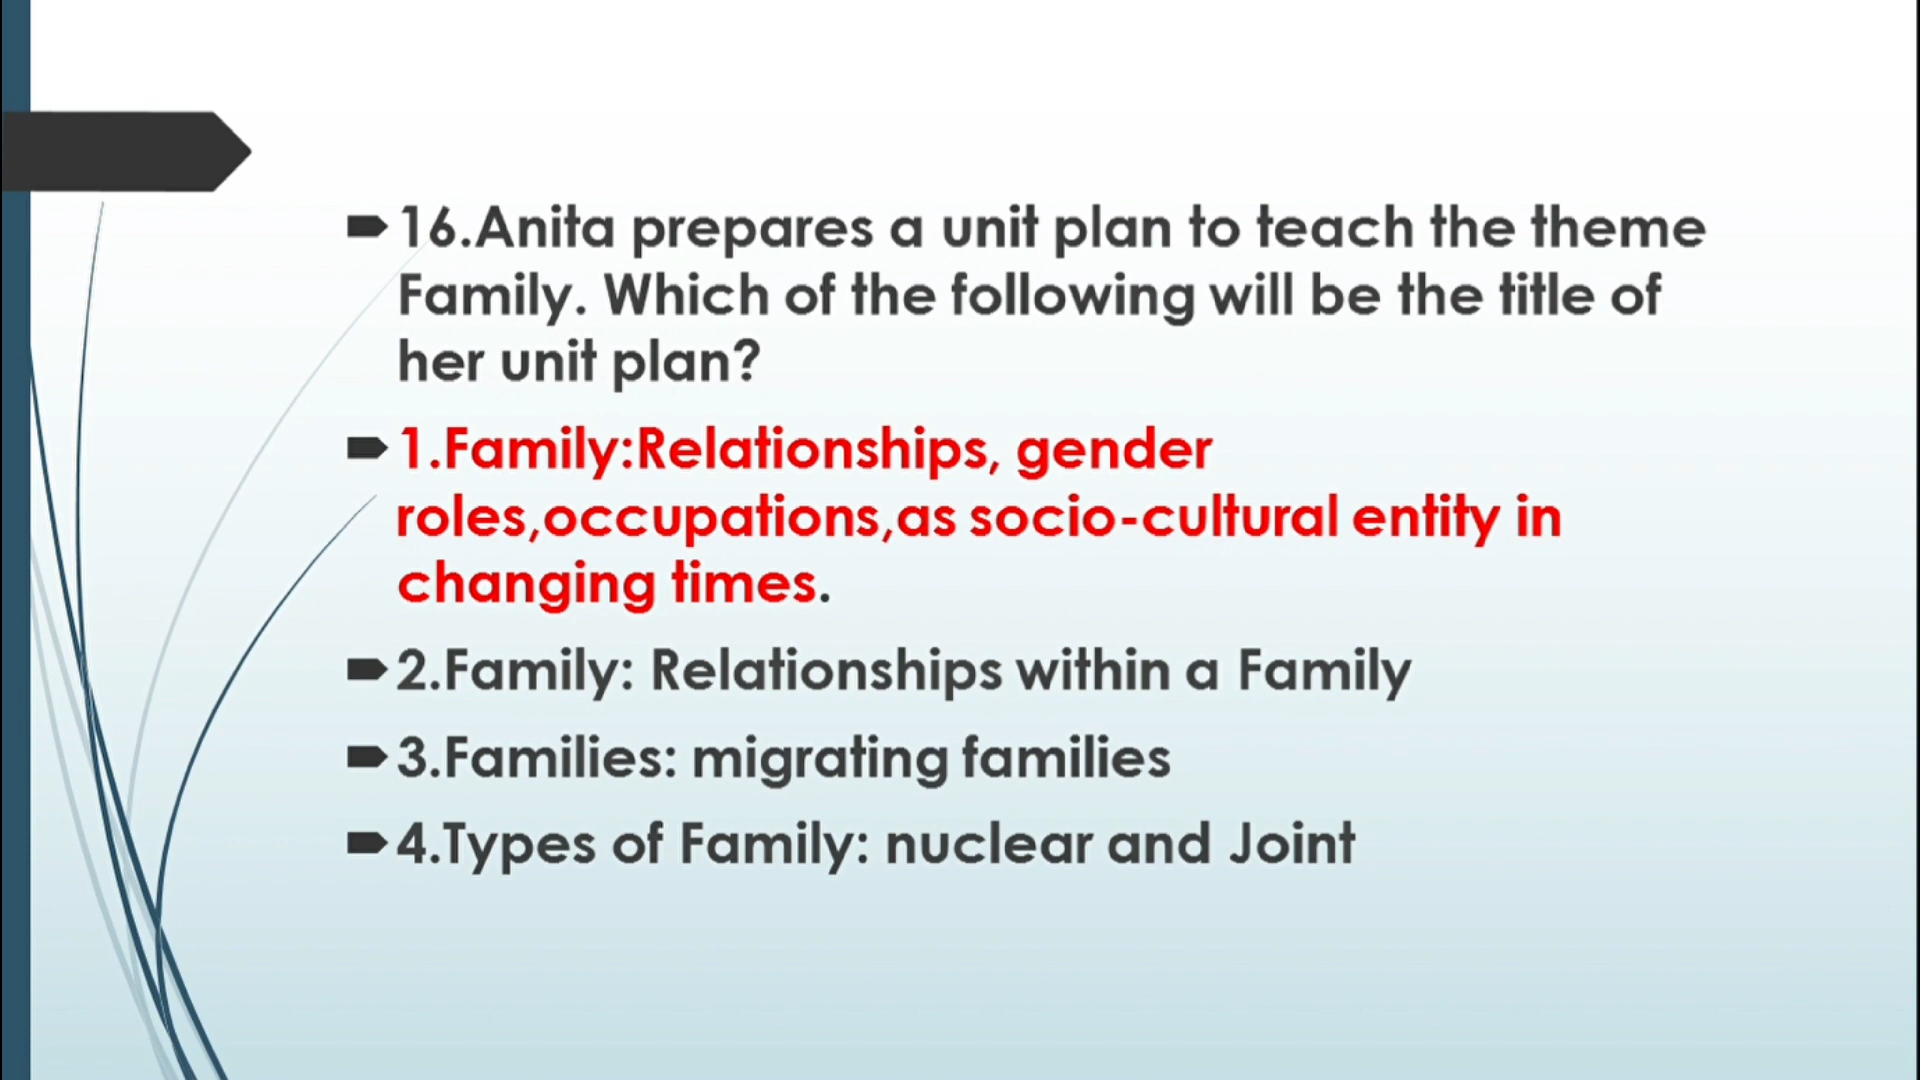 16.Anita prepares a unit plan to teach the theme
Family. Which of the following will be the title of
her unit plan?
1.Family:Relationships, gender
roles,occupations,as socio-cultural entity in
changing times.
2.Family: Relationships within a Family
3.Families: migrating families
4.Types of Family: nuclear and Joint